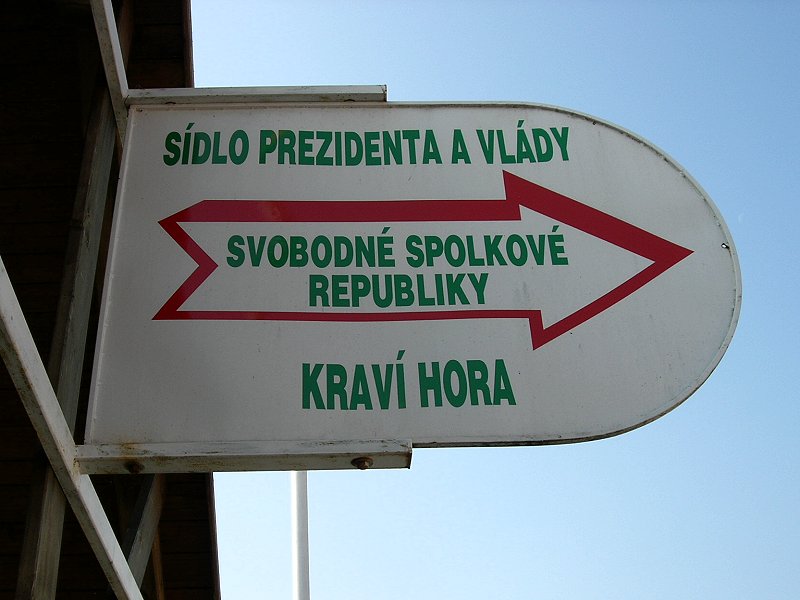 SÍDLO PREZIDENTA A VLÁDY
SVOBODNÉ SPOLKOVÉ
REPUBLIKY
KRAVÍ HORA